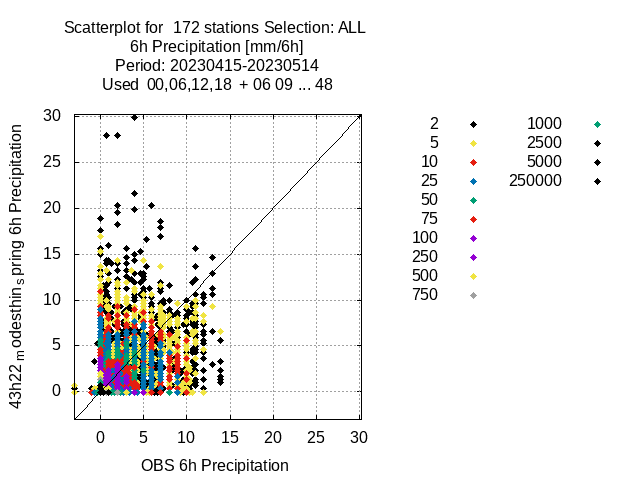 Scatterplot for  172 stations Selection: ALL
6h Precipitation [mm/6h]
Period: 20230415-20230514
Used  00,06,12,18  + 06 09 ... 48
43h22 m odesthin s pring 6h Precipitation
30
25
20
15
10
5
0
0 5 10 15 20 25 30
OBS 6h Precipitation
2 1000
5 2500
10 5000
25 250000
50
75
100
250
500
750